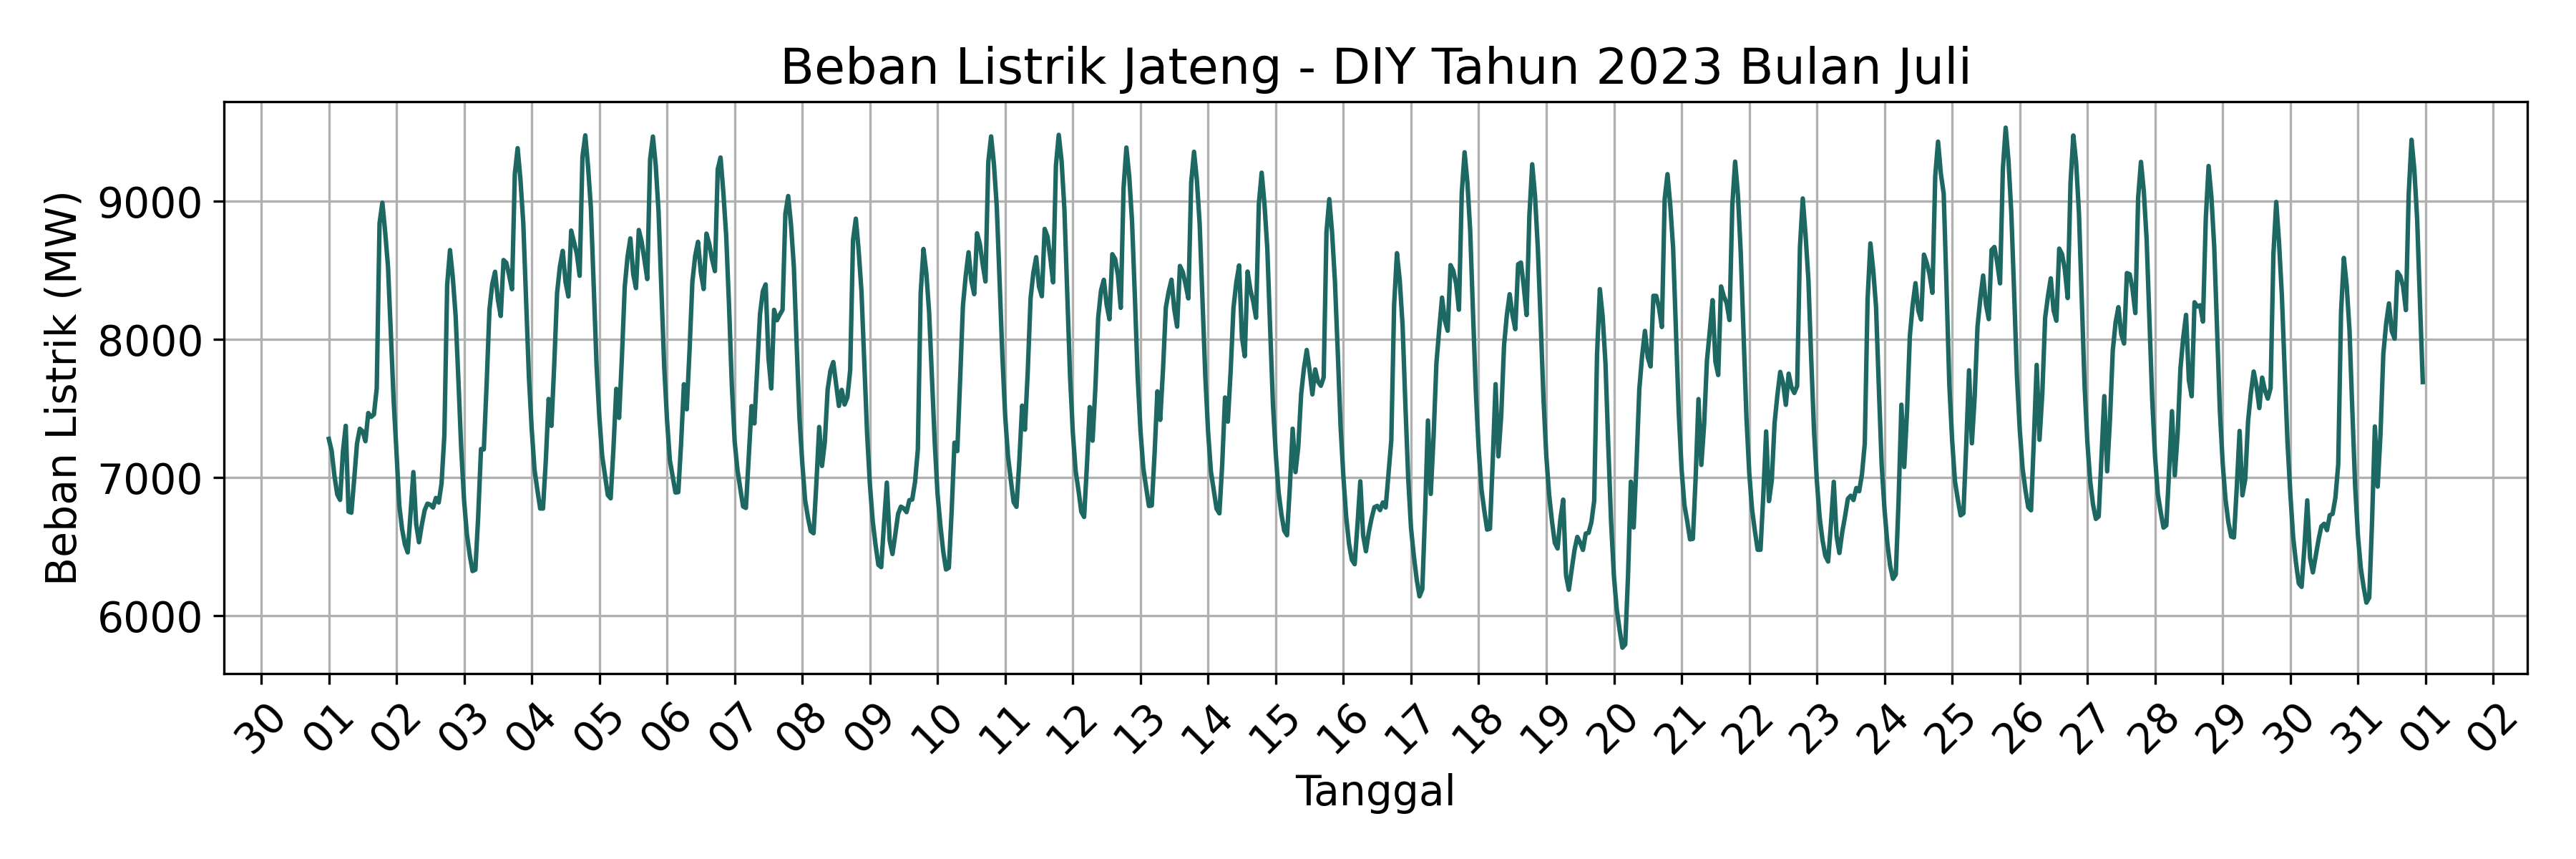 Beban Listrik Jateng - DIY Tahun 2023 Bulan Juli
Beban Listrik (MW)
9000
8000
7000
6000
30 01 02 03 04 05 06 07 08 09 10 11 12 13 14 15 16 17 18 19 20 21 22 23 24 25 26 27 28 29 30 31 01 02
Tanggal